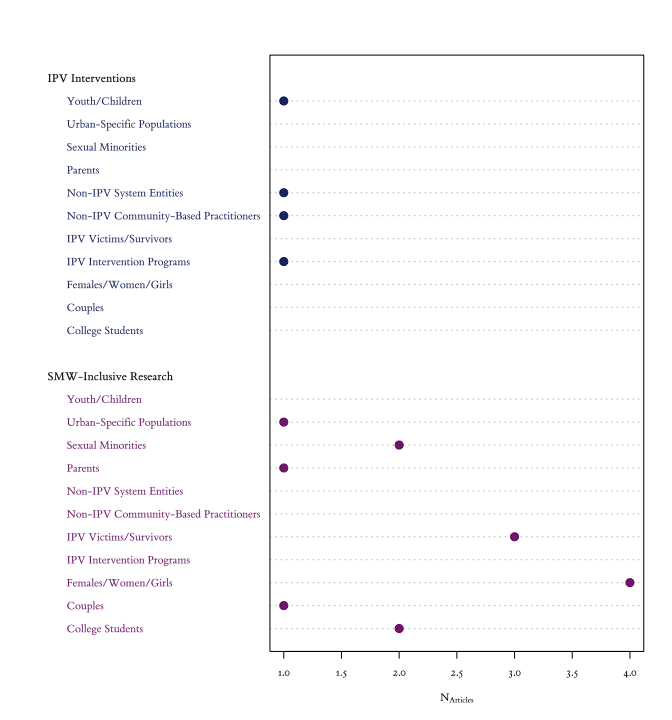 IPV Interventions
Youth/Children
Urban-Specific Populations
Sexual Minorities
Parents
Non-IPV System Entities
Non-IPV Community-Based Practitioners
IPV Victims/Survivors
IPV Intervention Programs
Females/Women/Girls
Couples
College Students
SMW-Inclusive Research
Youth/Children
Urban-Specific Populations
Sexual Minorities
Parents
Non-IPV System Entities
Non-IPV Community-Based Practitioners
IPV Victims/Survivors
IPV Intervention Programs
Females/Women/Girls
Couples
College Students
1.0 1.5 2.0 2.5 3.0 3.5 4.0
N Articles